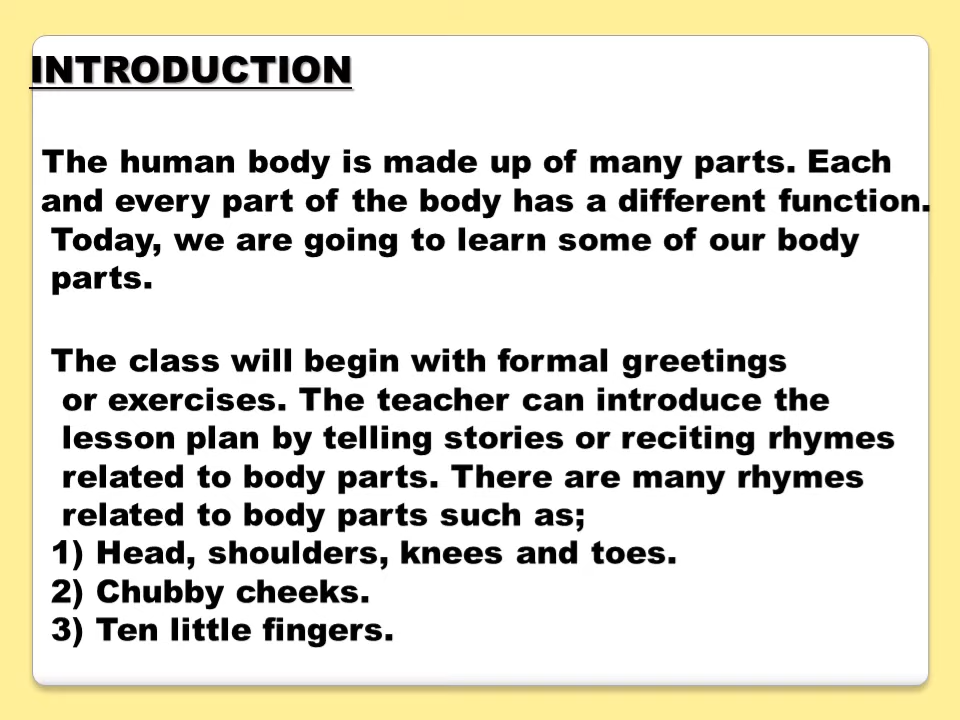 INTRODUCTION
The human body is made up of many parts. Each
and every part of the body has a different function.
Today, we are going to learn some of our body
parts.
The class will begin with formal greetings
or exercises. The teacher can introduce the
lesson plan by telling stories or reciting rhymes
related to body parts. There are many rhymes
related to body parts such as;
1) Head, shoulders, knees and toes.
2) Chubby cheeks.
3) Ten little fingers.